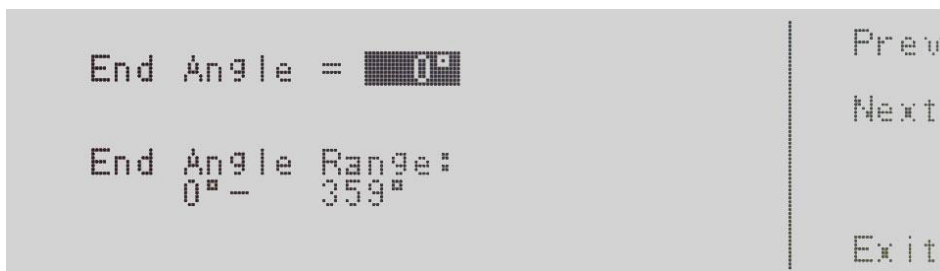 End Angle = 0°
End Angle Range:
0° – 359°
Prev
Next
Exit